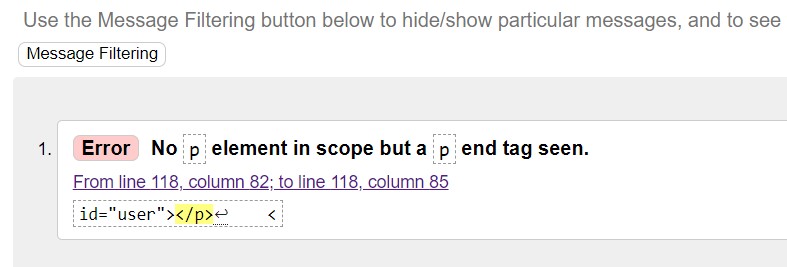 Use the Message Filtering button below to hide/show particular messages, and to see
Message Filtering
1. Error No p element in scope but a p end tag seen.
From line 118, column 82; to line 118, column 85
id="user"></p>↩ <